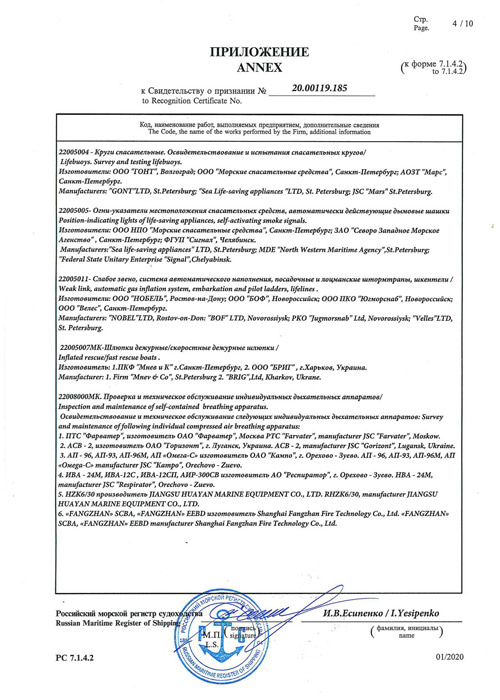 Стр.
Page. 4 / 10
ПРИЛОЖЕНИЕ
ANNEX
(к форме 7.1.4.2
to 7.1.4.2)
к Свидетельству о признании № 20.00119.185
to Recognition Certificate No.
Код, наименование работ, выполняемых предприятием, дополнительные сведения
The Code, the name of the works performed by the Firm, additional information
22005004 - Круги спасательные. Освидетельствование и испытания спасательных кругов/
Lifebuoys. Survey and testing lifebuoys.
Изготовители: ООО "ГОНТ", Волгоград; ООО "Морские спасательные средства", Санкт-Петербург; АОЗТ "Марс",
Санкт-Петербург.
Manufacturers: "GONT"LTD, St.Petersburg; "Sea Life-saving appliances "LTD, St. Petersburg; JSC "Mars" St.Petersburg.
22005005- Огни-указатели местоположения спасательных средств, автоматически действующие дымовые шашки
Position-indicating lights of life-saving appliances, self-activating smoke signals.
Изготовители: ООО НПО "Морские спасательные средства", Санкт-Петербург; ЗАО "Северо Западное Морское
Агенство" , Санкт-Петербург; ФГУП "Сигнал", Челябинск.
Manufacturers:"Sea life-saving appliances" LTD, St.Petersburg; MDE "North Western Maritime Agency",St.Petersburg;
"Federal State Unitary Enterprise "Signal",Chelyabinsk.
22005011- Слабое звено, система автоматического наполнения, посадочные и лоцманские штормтрапы, шкентели /
Weak link, automatic gas inflation system, embarkation and pilot ladders, lifelines .
Изготовители: ООО "НОБЕЛЬ", Ростов-на-Дону; ООО "БОФ", Новороссийск; ООО ПКО "Югморснаб", Новороссийск;
ООО "Велес", Санкт-Петербург.
Manufacturers: "NOBEL"LTD, Rostov-on-Don: "BOF" LTD, Novorossiysk; PKO "Jugmorsnab" Ltd, Novorossiysk; "Velles"LTD,
St. Petersburg.
22005007МК-Шлюпки дежурные/скоростные дежурные шлюпки /
Inflated rescue/fast rescue boats .
Изготовитель: 1.ПКФ "Мнев и К" г.Санкт-Петербург, 2. ООО "БРИГ" , г.Харьков, Украина.
Manufacturer: 1. Firm "Mnev & Co", St.Petersburg 2. "BRIG",Ltd, Kharkov, Ukrane.
22008000МК. Проверка и техническое обслуживание индивидуальных дыхательных аппаратов/
Inspection and maintenance of self-contained breathing apparatus.
Освидетельствование и техническое обслуживание следующих индивидуальных дыхательных аппаратов: Survey
and maintenance of following individual compressed air breathing apparatus:
1. ПТС "Фарватер", изготовитель ОАО "Фарватер", Москва PTC "Farvater", manufacturer JSC "Farvater", Moskow.
2. АСВ - 2, изготовитель ОАО "Горизонт", г. Луганск, Украина. ACB - 2, manufacturer JSC "Gorizont", Lugansk, Ukraine.
3. АП - 96, АП-93, АП-96М, АП «Омега-С» изготовитель ОАО "Кампо", г. Орехово - Зуево. АП - 96, АП-93, АП-96М, АП
«Омега-С» manufacturer JSC "Kampo", Orechovo - Zuevo.
4. ИВА - 24М, ИВА-12С , ИВА-12СП, АИР-300СВ изготовитель АО "Респиратор", г. Орехово - Зуево. ИВА - 24М,
manufacturer JSC "Respirator", Orechovo - Zuevo.
5. HZK6/30 производитель JIANGSU HUAYAN MARINE EQUIPMENT CO., LTD. RHZK6/30, manufacturer JIANGSU
HUAYAN MARINE EQUIPMENT CO., LTD.
6. «FANGZHAN» SCBA, «FANGZHAN» EEBD изготовитель Shanghai Fangzhan Fire Technology Co., Ltd. «FANGZHAN»
SCBA, «FANGZHAN» EEBD manufacturer Shanghai Fangzhan Fire Technology Co., Ltd.
Российский морской регистр судоходства
Russian Maritime Register of Shipping
И.В.Есипенко / I.Yesipenko
М.П. (подпись)
L.S. signature
( фамилия, инициалы )
name
РОССИЙСКИЙ МОРСКОЙ РЕГИСТР СУДОХОДСТВА
RUSSIAN MARITIME REGISTER OF SHIPPING
РС 7.1.4.2
01/2020